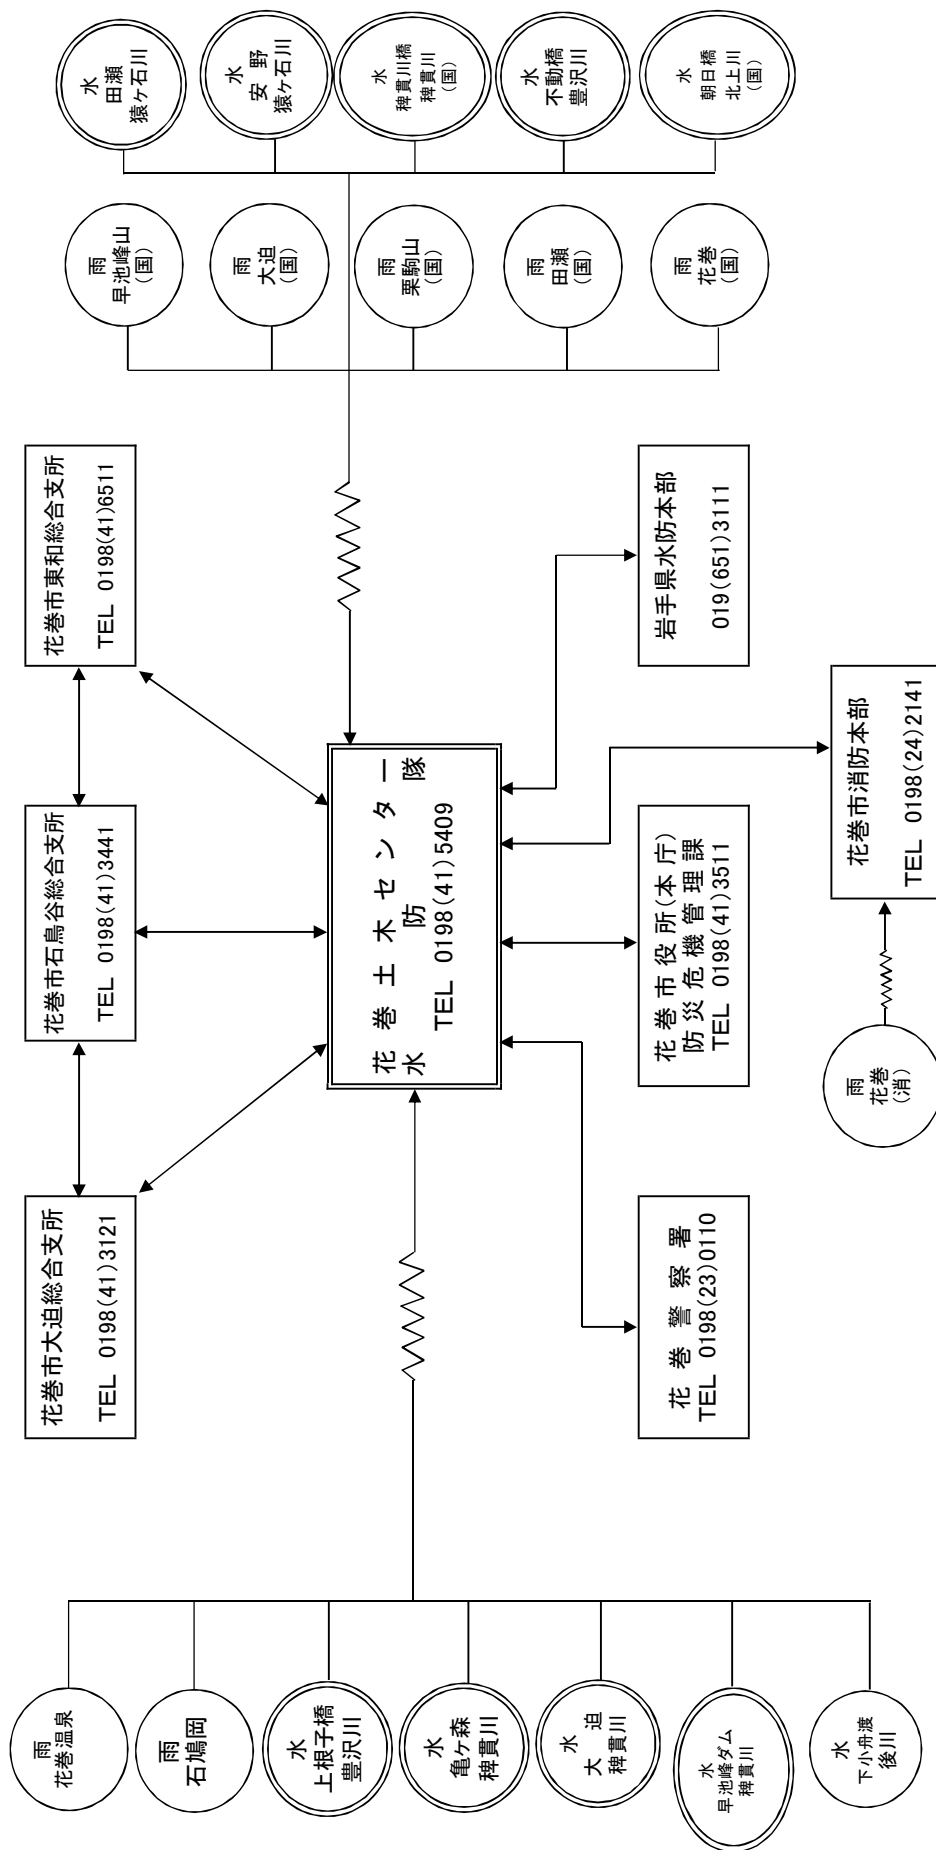 雨
花巻温泉
雨
石鳩岡
水
上根子橋
豊沢川
水
亀ヶ森
稗貫川
水
大 迫
稗貫川
水
早池峰ダム
稗貫川
水
下小舟渡
後川
花巻市大迫総合支所
TEL 0198(41)3121
花巻市石鳥谷総合支所
TEL 0198(41)3441
花巻市東和総合支所
TEL 0198(41)6511
花巻土木センター
水防隊
TEL 0198(41)5409
花巻警察署
TEL 0198(23)0110
花巻市役所(本庁)
防災危機管理課
TEL 0198(41)3511
岩手県水防本部
019(651)3111
雨
花巻
(消)
花巻市消防本部
TEL 0198(24)2141
雨
早池峰山
(国)
雨
大迫
(国)
雨
栗駒山
(国)
雨
田瀬
(国)
雨
花巻
(国)
水
田瀬
猿ヶ石川
水
安 野
猿ヶ石川
水
稗貫川橋
稗貫川
(国)
水
不動橋
豊沢川
水
朝日橋
北上川
(国)